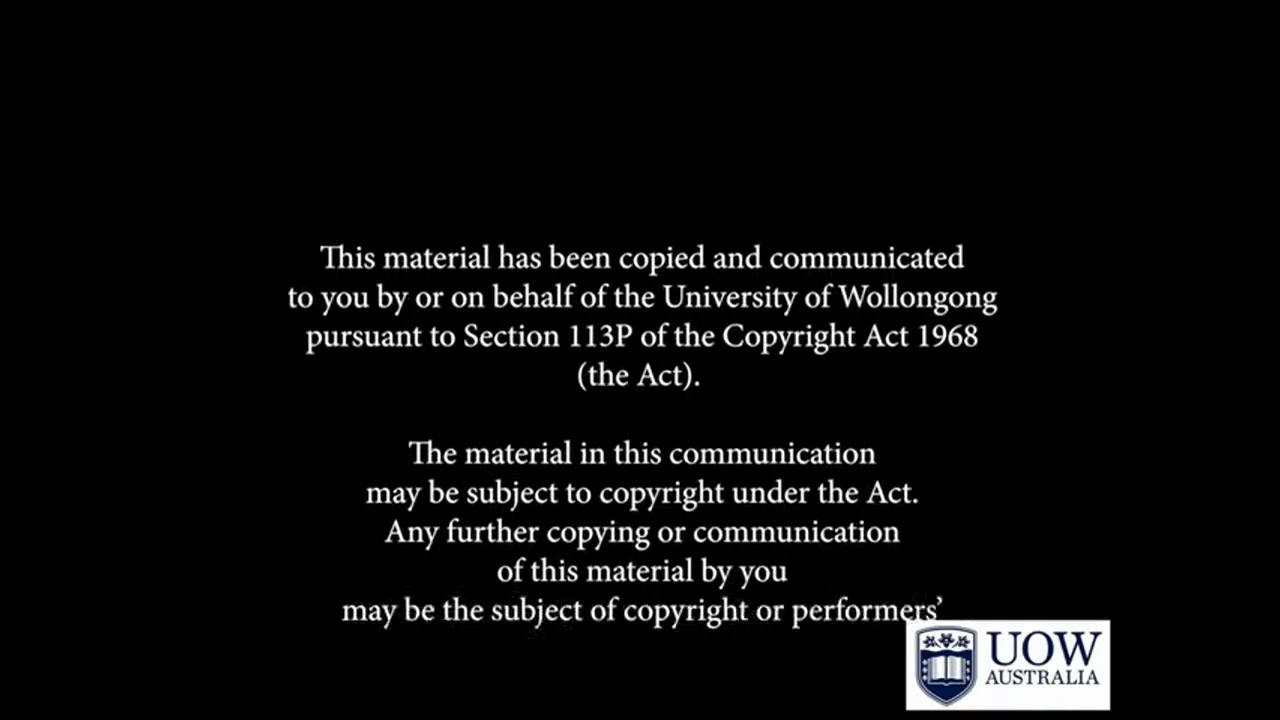 This material has been copied and communicated
to you by or on behalf of the University of Wollongong
pursuant to Section 113P of the Copyright Act 1968
(the Act).
The material in this communication
may be subject to copyright under the Act.
Any further copying or communication
of this material by you
may be the subject of copyright or performers’
UOW
AUSTRALIA